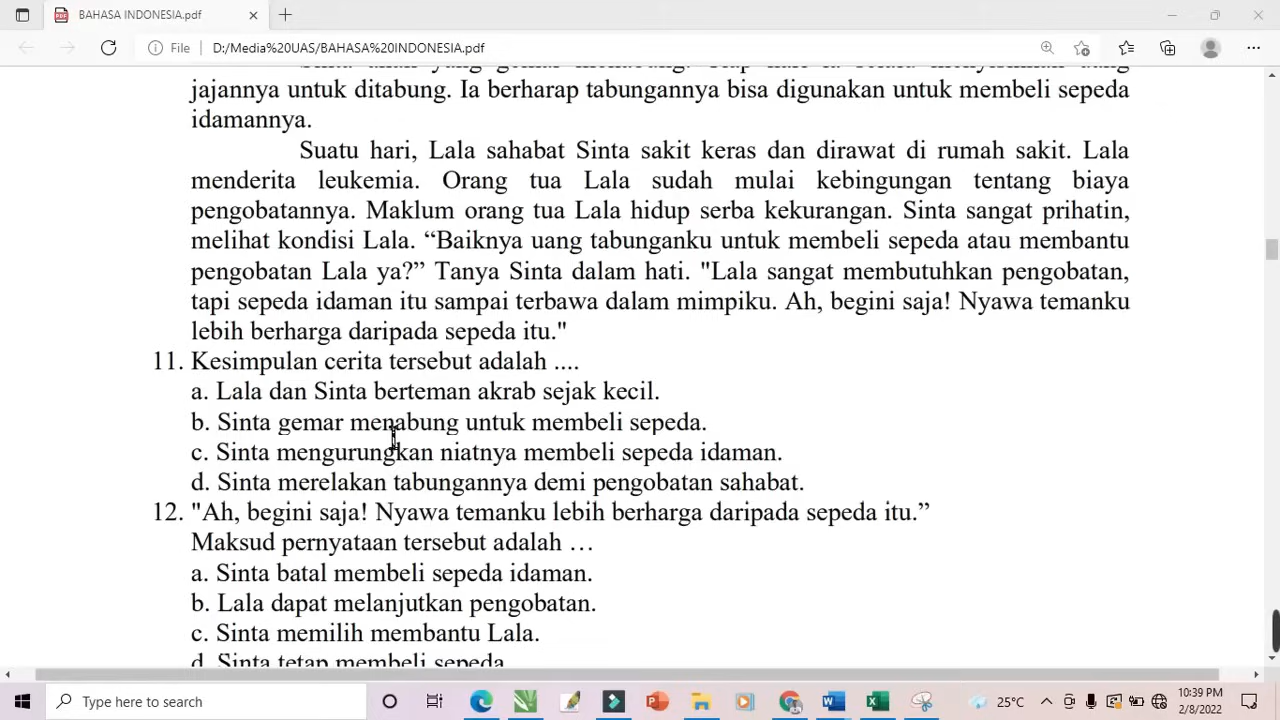 BAHASA INDONESIA.pdf
File
D:/Media%20UAS/BAHASA%20INDONESIA.pdf
jajannya untuk ditabung. Ia berharap tabungannya bisa digunakan untuk membeli sepeda
idamannya.
Suatu hari, Lala sahabat Sinta sakit keras dan dirawat di rumah sakit. Lala
menderita leukemia. Orang tua Lala sudah mulai kebingungan tentang biaya
pengobatannya. Maklum orang tua Lala hidup serba kekurangan. Sinta sangat prihatin,
melihat kondisi Lala. “Baiknya uang tabunganku untuk membeli sepeda atau membantu
pengobatan Lala ya?” Tanya Sinta dalam hati. "Lala sangat membutuhkan pengobatan,
tapi sepeda idaman itu sampai terbawa dalam mimpiku. Ah, begini saja! Nyawa temanku
lebih berharga daripada sepeda itu."
11. Kesimpulan cerita tersebut adalah ....
a. Lala dan Sinta berteman akrab sejak kecil.
b. Sinta gemar menabung untuk membeli sepeda.
c. Sinta mengurungkan niatnya membeli sepeda idaman.
d. Sinta merelakan tabungannya demi pengobatan sahabat.
12. "Ah, begini saja! Nyawa temanku lebih berharga daripada sepeda itu.”
Maksud pernyataan tersebut adalah …
a. Sinta batal membeli sepeda idaman.
b. Lala dapat melanjutkan pengobatan.
c. Sinta memilih membantu Lala.
d. Sinta tetap membeli sepeda
Type here to search
25°C
10:39 PM
2/8/2022